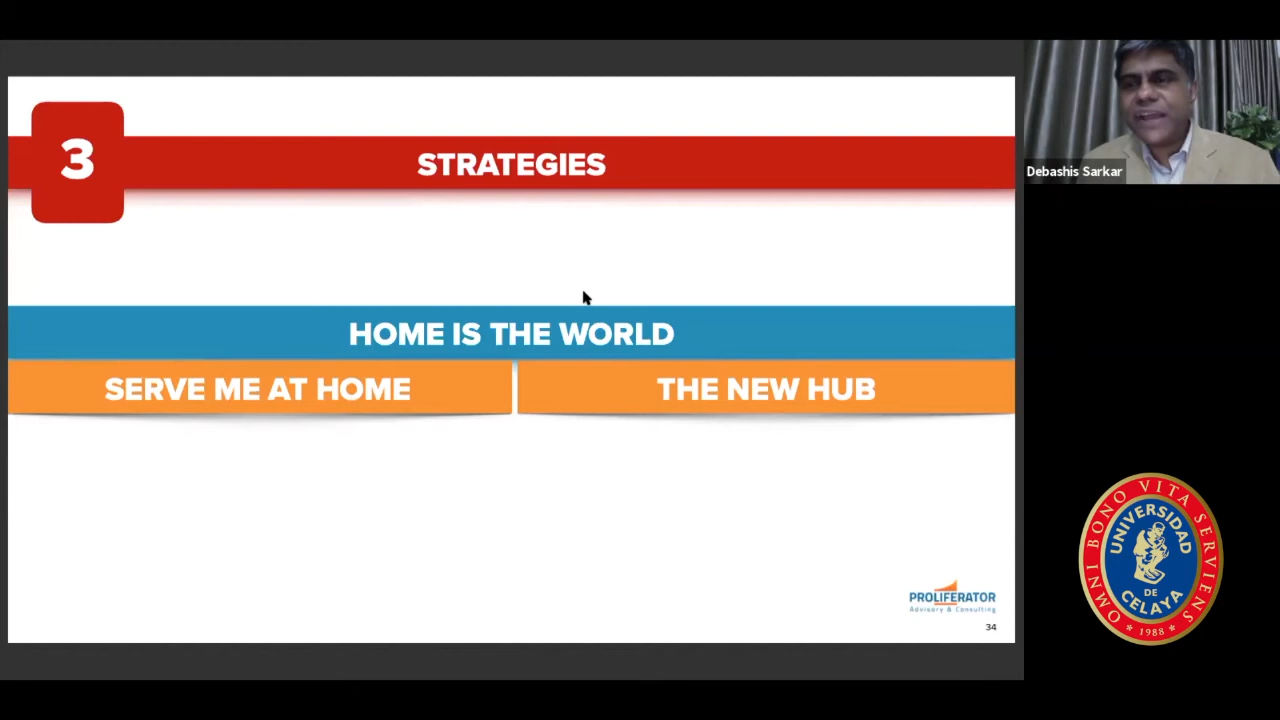 3
STRATEGIES
HOME IS THE WORLD
SERVE ME AT HOME
THE NEW HUB
PROLIFERATOR
Advisory & Consulting
34
Debashis Sarkar
OMNI BONO VITA SERVIENS
UNIVERSIDAD
DE
CELAYA
* 1988 *